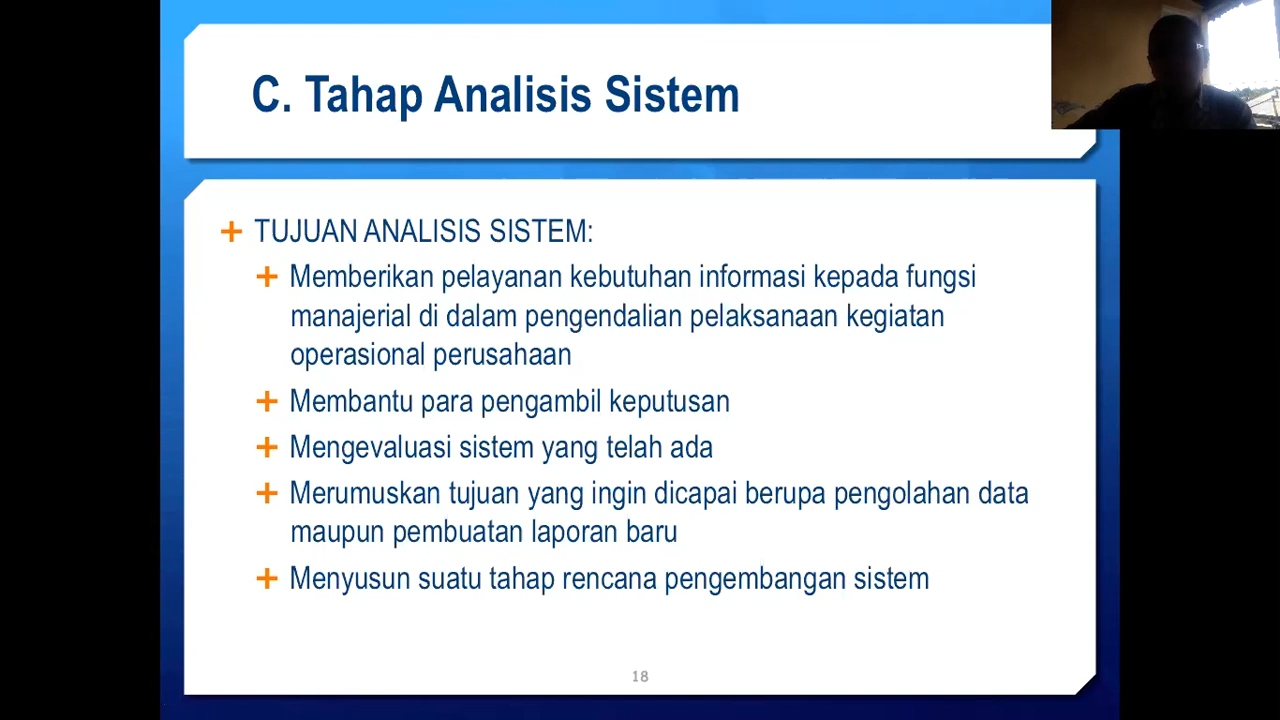 C. Tahap Analisis Sistem
TUJUAN ANALISIS SISTEM:
Memberikan pelayanan kebutuhan informasi kepada fungsi
manajerial di dalam pengendalian pelaksanaan kegiatan
operasional perusahaan
Membantu para pengambil keputusan
Mengevaluasi sistem yang telah ada
Merumuskan tujuan yang ingin dicapai berupa pengolahan data
maupun pembuatan laporan baru
Menyusun suatu tahap rencana pengembangan sistem
18